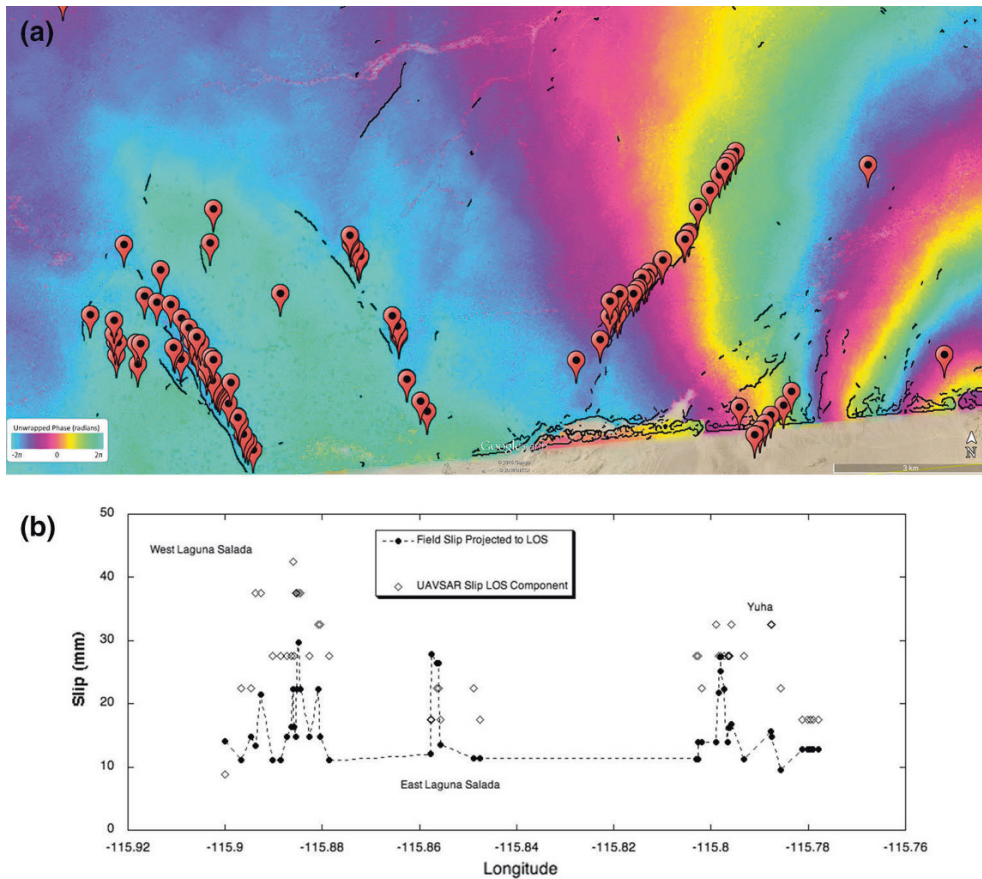 (a)
Unwrapped Phase (radians)
-2π 0 2π
Google earth
N
3 km
(b)
Field Slip Projected to LOS
UAVSAR Slip LOS Component
West Laguna Salada
East Laguna Salada
Yuha
Slip (mm)
50
40
30
20
10
0
-115.92 -115.9 -115.88 -115.86 -115.84 -115.82 -115.8 -115.78 -115.76
Longitude